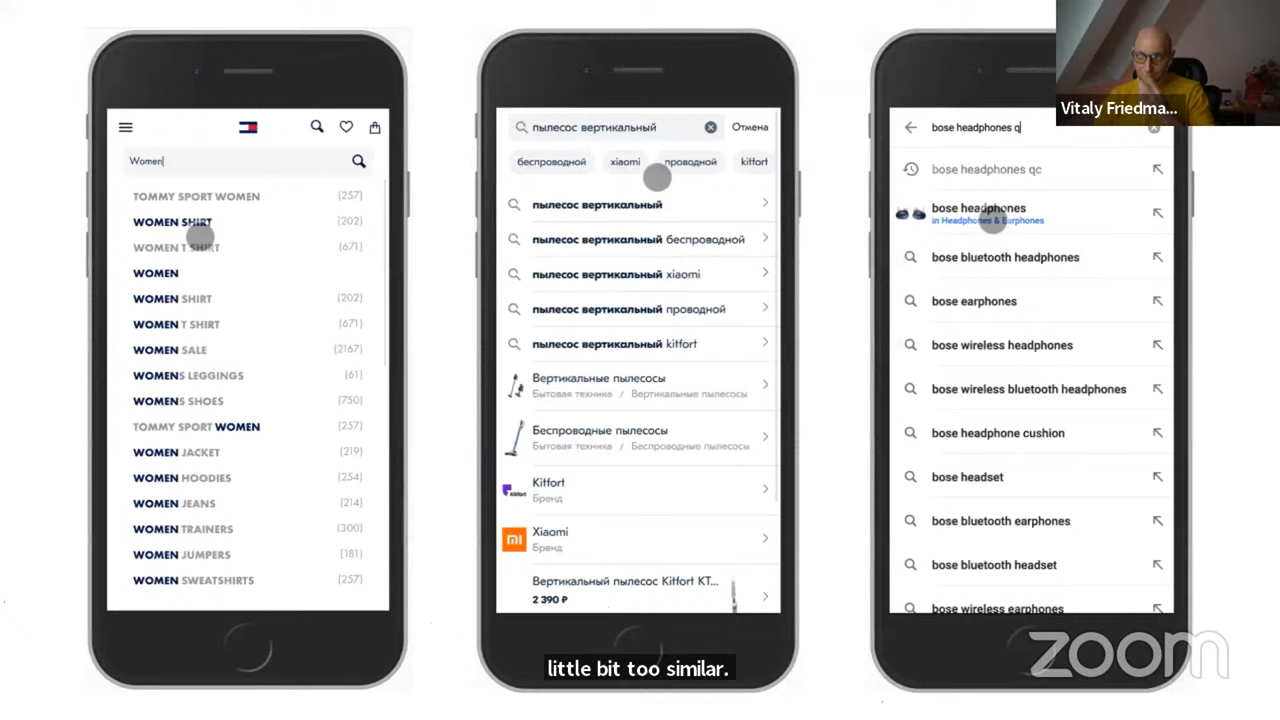 Women
TOMMY SPORT WOMEN (257)
WOMEN SHIRT (202)
WOMEN T SHIRT (671)
WOMEN
WOMEN SHIRT (202)
WOMEN T SHIRT (671)
WOMEN SALE (2167)
WOMENS LEGGINGS (61)
WOMENS SHOES (750)
TOMMY SPORT WOMEN (257)
WOMEN JACKET (219)
WOMEN HOODIES (254)
WOMEN JEANS (214)
WOMEN TRAINERS (300)
WOMEN JUMPERS (181)
WOMEN SWEATSHIRTS (257)
пылесос вертикальный Отмена
беспроводной xiaomi проводной kitfort
пылесос вертикальный
пылесос вертикальный беспроводной
пылесос вертикальный xiaomi
пылесос вертикальный проводной
пылесос вертикальный kitfort
Вертикальные пылесосы
Бытовая техника / Вертикальные пылесосы
Беспроводные пылесосы
Бытовая техника / Беспроводные пылесосы
Kitfort
kitfort
Бренд
Xiaomi
mi
Бренд
Вертикальный пылесос Kitfort КТ...
2 390 ₽
bose headphones q
bose headphones qc
bose headphones
in Headphones & Earphones
bose bluetooth headphones
bose earphones
bose wireless headphones
bose wireless bluetooth headphones
bose headphone cushion
bose headset
bose bluetooth earphones
bose bluetooth headset
bose wireless earphones
Vitaly Friedma...
little bit too similar.
zoom